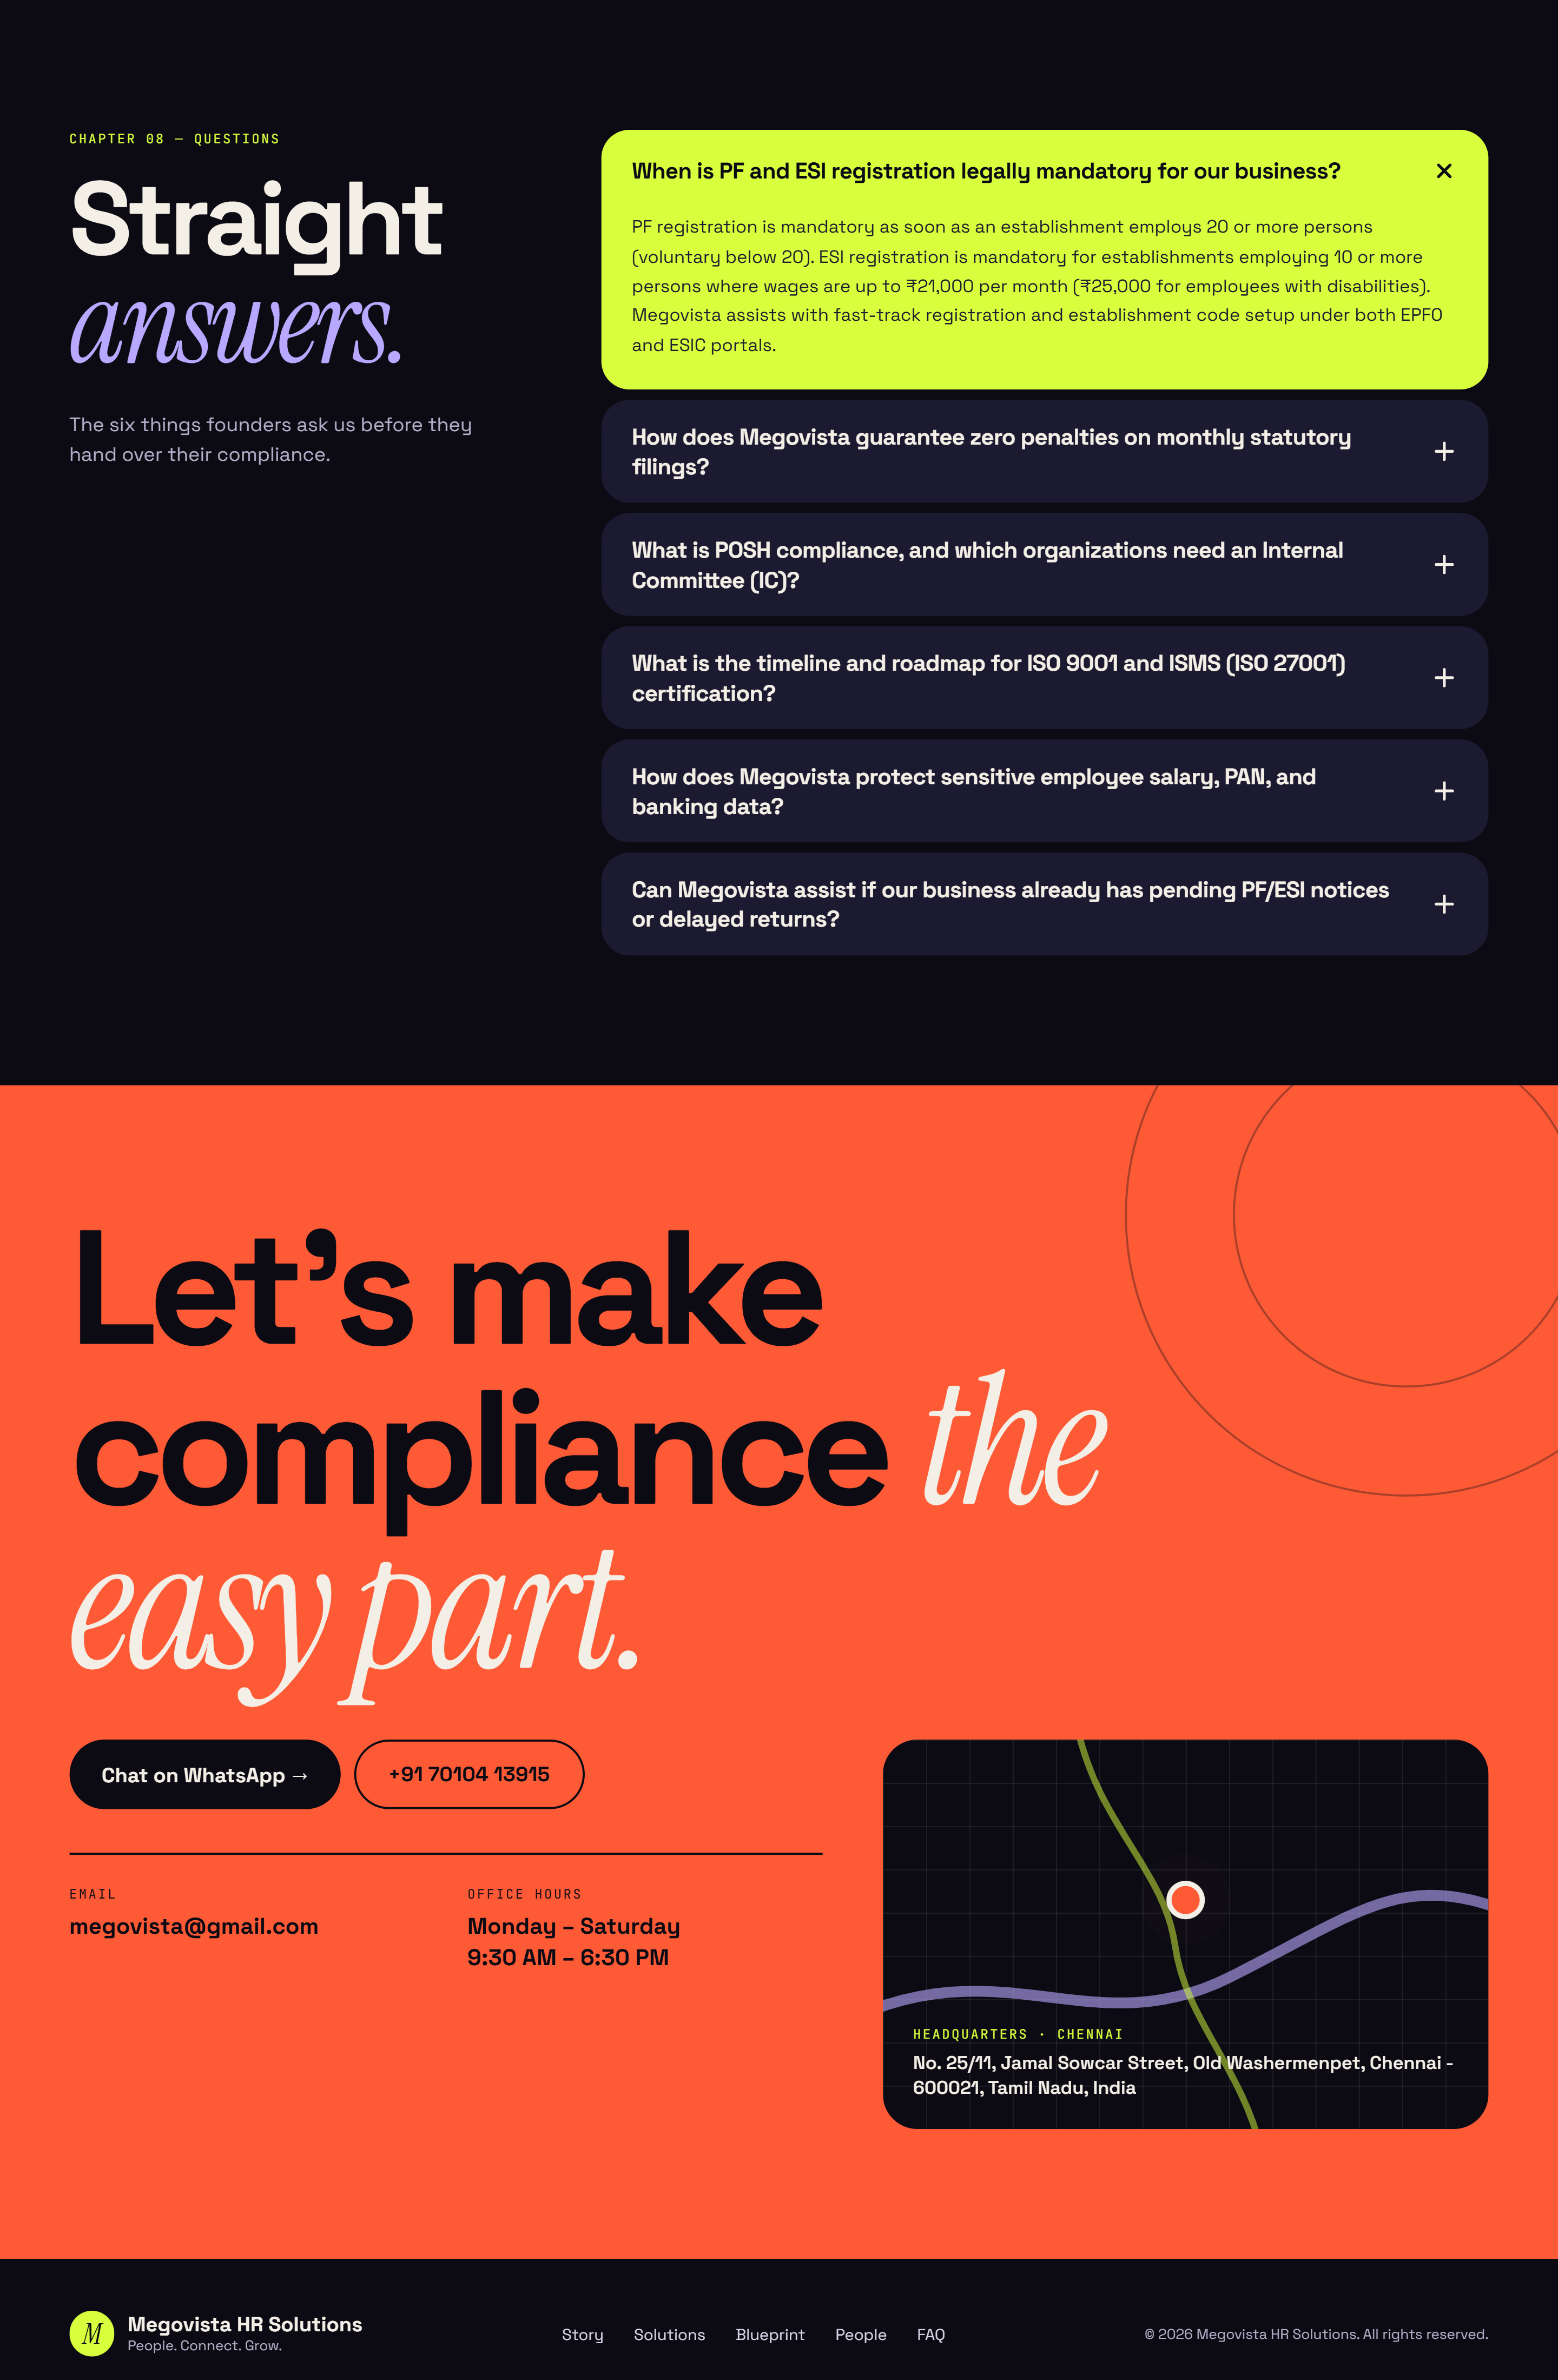 CHAPTER 08 — QUESTIONS
Straight
answers.
The six things founders ask us before they
hand over their compliance.
When is PF and ESI registration legally mandatory for our business?
PF registration is mandatory as soon as an establishment employs 20 or more persons
(voluntary below 20). ESI registration is mandatory for establishments employing 10 or more
persons where wages are up to ₹21,000 per month (₹25,000 for employees with disabilities).
Megovista assists with fast-track registration and establishment code setup under both EPFO
and ESIC portals.
How does Megovista guarantee zero penalties on monthly statutory
filings?
What is POSH compliance, and which organizations need an Internal
Committee (IC)?
What is the timeline and roadmap for ISO 9001 and ISMS (ISO 27001)
certification?
How does Megovista protect sensitive employee salary, PAN, and
banking data?
Can Megovista assist if our business already has pending PF/ESI notices
or delayed returns?
Let’s make
compliance the
easy part.
Chat on WhatsApp →
+91 70104 13915
EMAIL
megovista@gmail.com
OFFICE HOURS
Monday – Saturday
9:30 AM – 6:30 PM
HEADQUARTERS · CHENNAI
No. 25/11, Jamal Sowcar Street, Old Washermenpet, Chennai -
600021, Tamil Nadu, India
M
Megovista HR Solutions
People. Connect. Grow.
Story Solutions Blueprint People FAQ
© 2026 Megovista HR Solutions. All rights reserved.